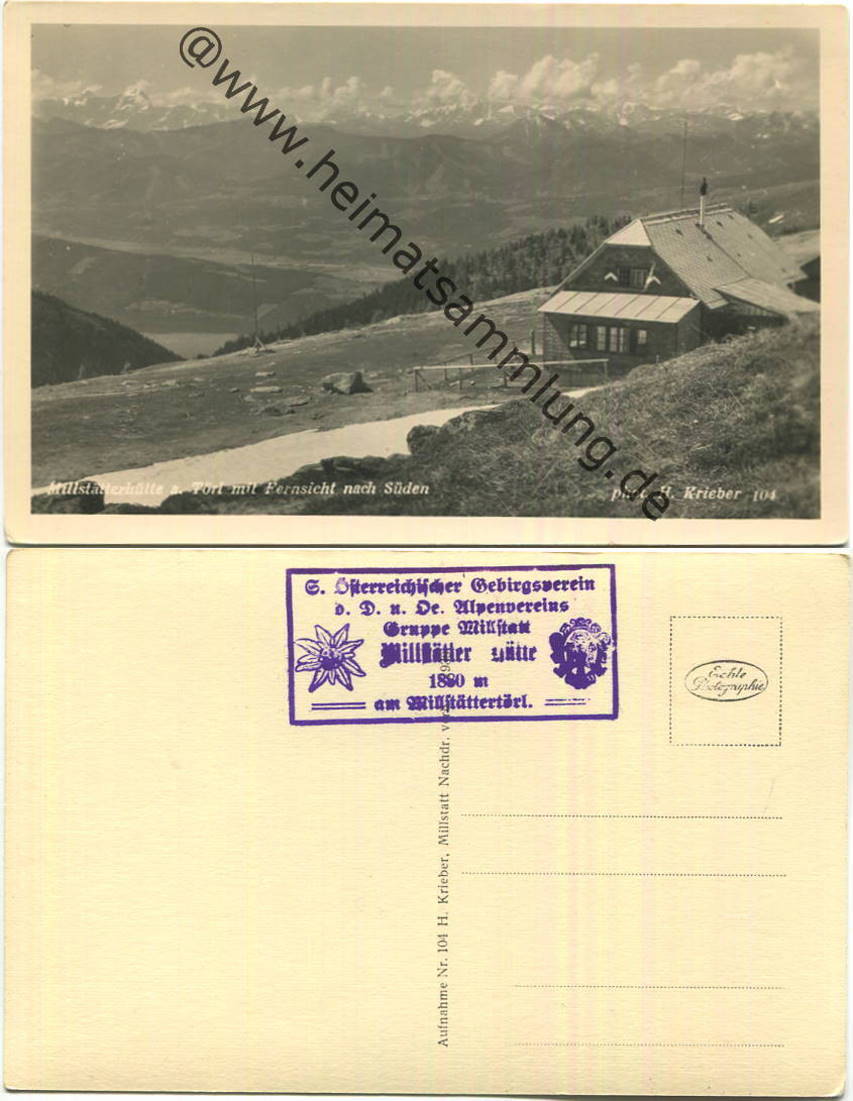 @www.heimatsammlung.de
Millstätterhütte a. Törl mit Fernsicht nach Süden
phot. H. Krieber 104
S. Österreichischer Gebirgsverein
d. D. u. Oe. Alpenvereins
Gruppe Millstatt
Millstätter Hütte
1880 m
am Millstättertörl.
Echte
Photographie
Aufnahme Nr. 104 H. Krieber, Millstatt Nachdr.